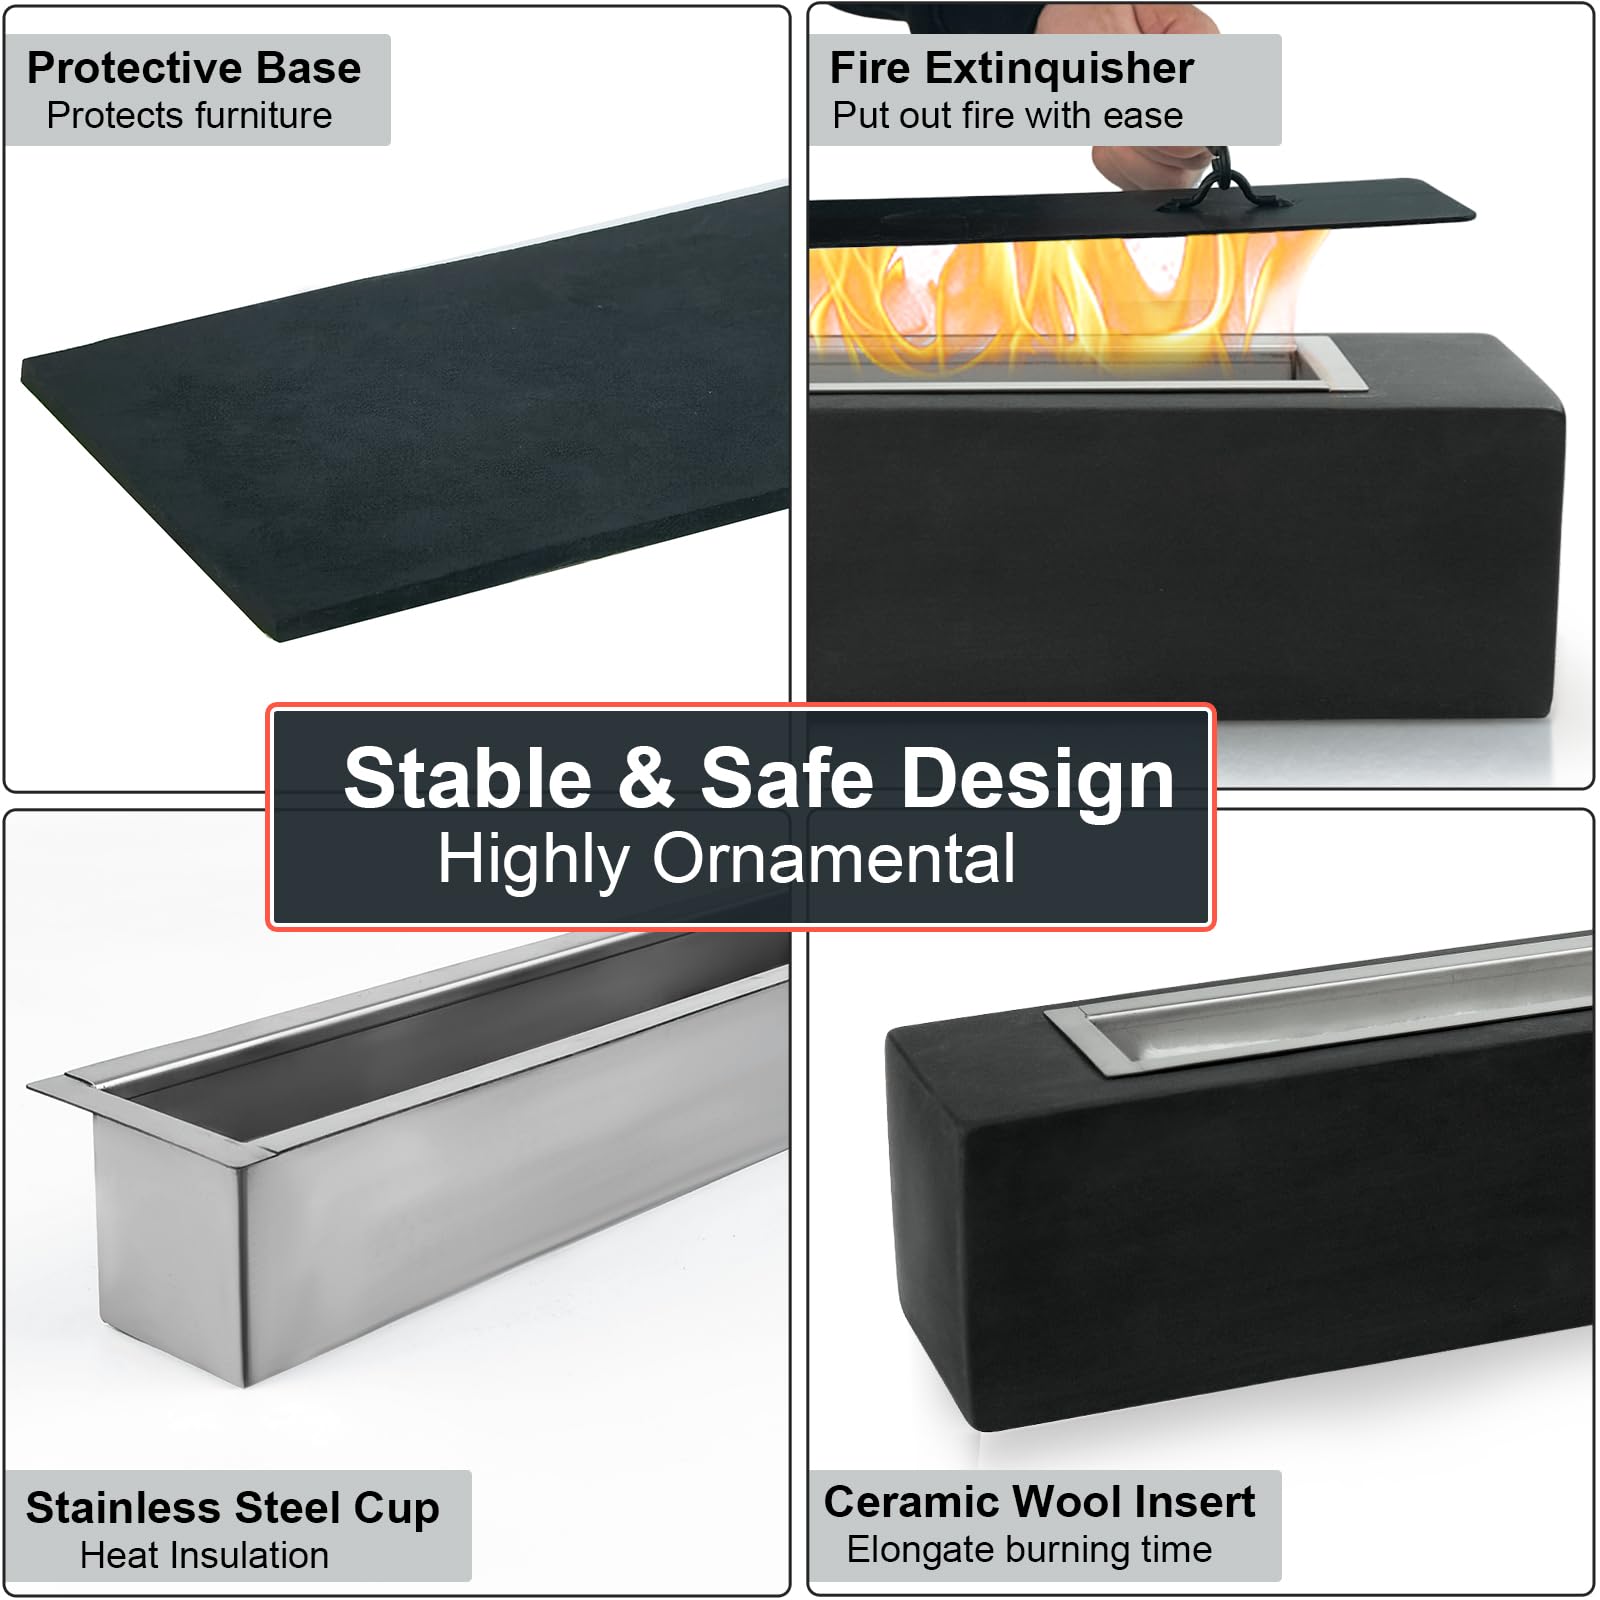 Protective Base
Protects furniture
Fire Extinquisher
Put out fire with ease
Stable & Safe Design
Highly Ornamental
Stainless Steel Cup
Heat Insulation
Ceramic Wool Insert
Elongate burning time